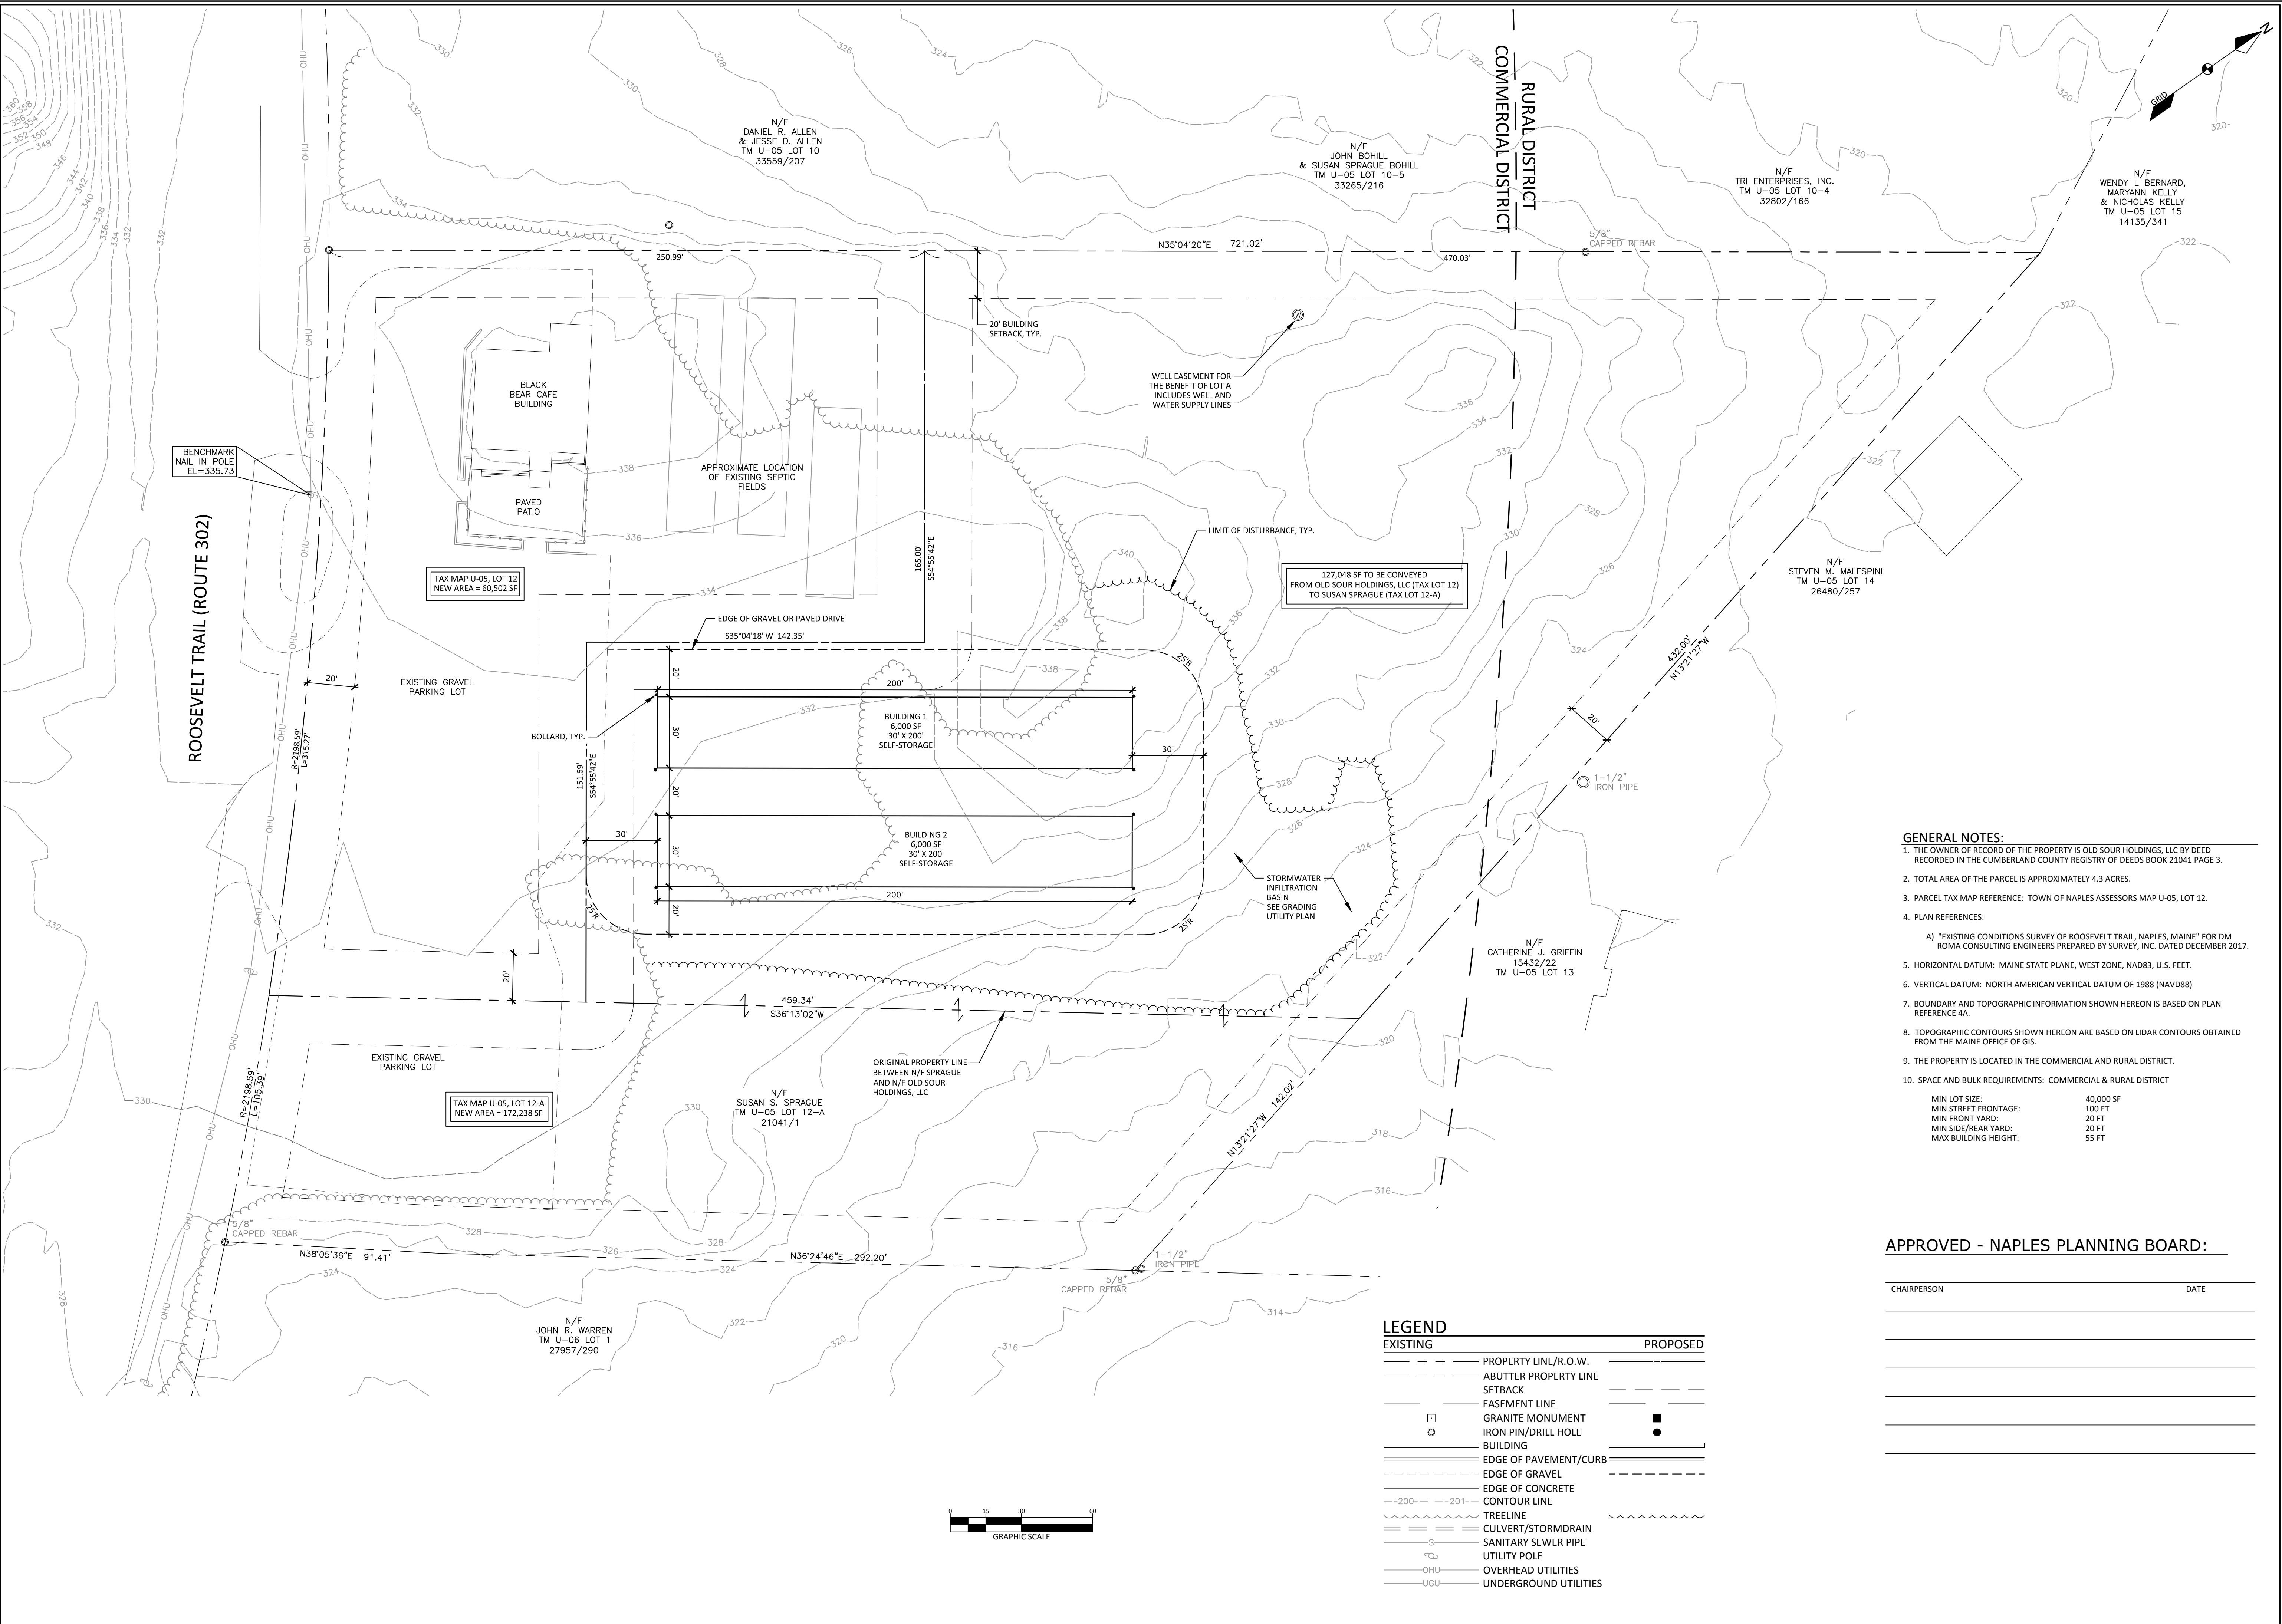 N
GRID
RURAL DISTRICT
COMMERCIAL DISTRICT
N/F
DANIEL R. ALLEN
& JESSE D. ALLEN
TM U-05 LOT 10
33559/207
N/F
JOHN BOHILL
& SUSAN SPRAGUE BOHILL
TM U-05 LOT 10-5
33265/216
N/F
TRI ENTERPRISES, INC.
TM U-05 LOT 10-4
32802/166
N/F
WENDY L BERNARD,
MARYANN KELLY
& NICHOLAS KELLY
TM U-05 LOT 15
14135/341
5/8"
CAPPED REBAR
N35°04'20"E 721.02'
250.99'
470.03'
20' BUILDING
SETBACK, TYP.
W
WELL EASEMENT FOR
THE BENEFIT OF LOT A
INCLUDES WELL AND
WATER SUPPLY LINES
BLACK
BEAR CAFE
BUILDING
BENCHMARK
NAIL IN POLE
EL=335.73
PAVED
PATIO
APPROXIMATE LOCATION
OF EXISTING SEPTIC
FIELDS
ROOSEVELT TRAIL (ROUTE 302)
TAX MAP U-05, LOT 12
NEW AREA = 60,502 SF
165.00'
S54°55'42"E
LIMIT OF DISTURBANCE, TYP.
127,048 SF TO BE CONVEYED
FROM OLD SOUR HOLDINGS, LLC (TAX LOT 12)
TO SUSAN SPRAGUE (TAX LOT 12-A)
N/F
STEVEN M. MALESPINI
TM U-05 LOT 14
26480/257
EDGE OF GRAVEL OR PAVED DRIVE
S35°04'18"W 142.35'
432.00'
N13°21'27"W
20'
EXISTING GRAVEL
PARKING LOT
R=2198.59'
L=315.27'
BOLLARD, TYP.
151.69'
S54°55'42"E
20'
200'
30'
BUILDING 1
6,000 SF
30' X 200'
SELF-STORAGE
30'
25'R
20'
30'
30'
BUILDING 2
6,000 SF
30' X 200'
SELF-STORAGE
200'
20'
25'R
25'R
20'
1-1/2"
IRON PIPE
STORMWATER
INFILTRATION
BASIN
SEE GRADING
UTILITY PLAN
N/F
CATHERINE J. GRIFFIN
15432/22
TM U-05 LOT 13
20'
459.34'
S36°13'02"W
ORIGINAL PROPERTY LINE
BETWEEN N/F SPRAGUE
AND N/F OLD SOUR
HOLDINGS, LLC
EXISTING GRAVEL
PARKING LOT
R=2198.59'
L=105.39'
TAX MAP U-05, LOT 12-A
NEW AREA = 172,238 SF
N/F
SUSAN S. SPRAGUE
TM U-05 LOT 12-A
21041/1
N13°21'27"W 142.02'
5/8"
CAPPED REBAR
N38°05'36"E 91.41'
N36°24'46"E 292.20'
1-1/2"
IRON PIPE
5/8"
CAPPED REBAR
N/F
JOHN R. WARREN
TM U-06 LOT 1
27957/290
GENERAL NOTES:
1. THE OWNER OF RECORD OF THE PROPERTY IS OLD SOUR HOLDINGS, LLC BY DEED
RECORDED IN THE CUMBERLAND COUNTY REGISTRY OF DEEDS BOOK 21041 PAGE 3.
2. TOTAL AREA OF THE PARCEL IS APPROXIMATELY 4.3 ACRES.
3. PARCEL TAX MAP REFERENCE: TOWN OF NAPLES ASSESSORS MAP U-05, LOT 12.
4. PLAN REFERENCES:
A) "EXISTING CONDITIONS SURVEY OF ROOSEVELT TRAIL, NAPLES, MAINE" FOR DM
ROMA CONSULTING ENGINEERS PREPARED BY SURVEY, INC. DATED DECEMBER 2017.
5. HORIZONTAL DATUM: MAINE STATE PLANE, WEST ZONE, NAD83, U.S. FEET.
6. VERTICAL DATUM: NORTH AMERICAN VERTICAL DATUM OF 1988 (NAVD88)
7. BOUNDARY AND TOPOGRAPHIC INFORMATION SHOWN HEREON IS BASED ON PLAN
REFERENCE 4A.
8. TOPOGRAPHIC CONTOURS SHOWN HEREON ARE BASED ON LIDAR CONTOURS OBTAINED
FROM THE MAINE OFFICE OF GIS.
9. THE PROPERTY IS LOCATED IN THE COMMERCIAL AND RURAL DISTRICT.
10. SPACE AND BULK REQUIREMENTS: COMMERCIAL & RURAL DISTRICT
MIN LOT SIZE: 40,000 SF
MIN STREET FRONTAGE: 100 FT
MIN FRONT YARD: 20 FT
MIN SIDE/REAR YARD: 20 FT
MAX BUILDING HEIGHT: 55 FT
APPROVED - NAPLES PLANNING BOARD:
CHAIRPERSON DATE
LEGEND
EXISTING PROPOSED
PROPERTY LINE/R.O.W.
ABUTTER PROPERTY LINE
SETBACK
EASEMENT LINE
GRANITE MONUMENT
IRON PIN/DRILL HOLE
BUILDING
EDGE OF PAVEMENT/CURB
EDGE OF GRAVEL
EDGE OF CONCRETE
200 201 CONTOUR LINE
TREELINE
CULVERT/STORMDRAIN
S SANITARY SEWER PIPE
UTILITY POLE
OHU OVERHEAD UTILITIES
UGU UNDERGROUND UTILITIES
0 15 30 60
GRAPHIC SCALE